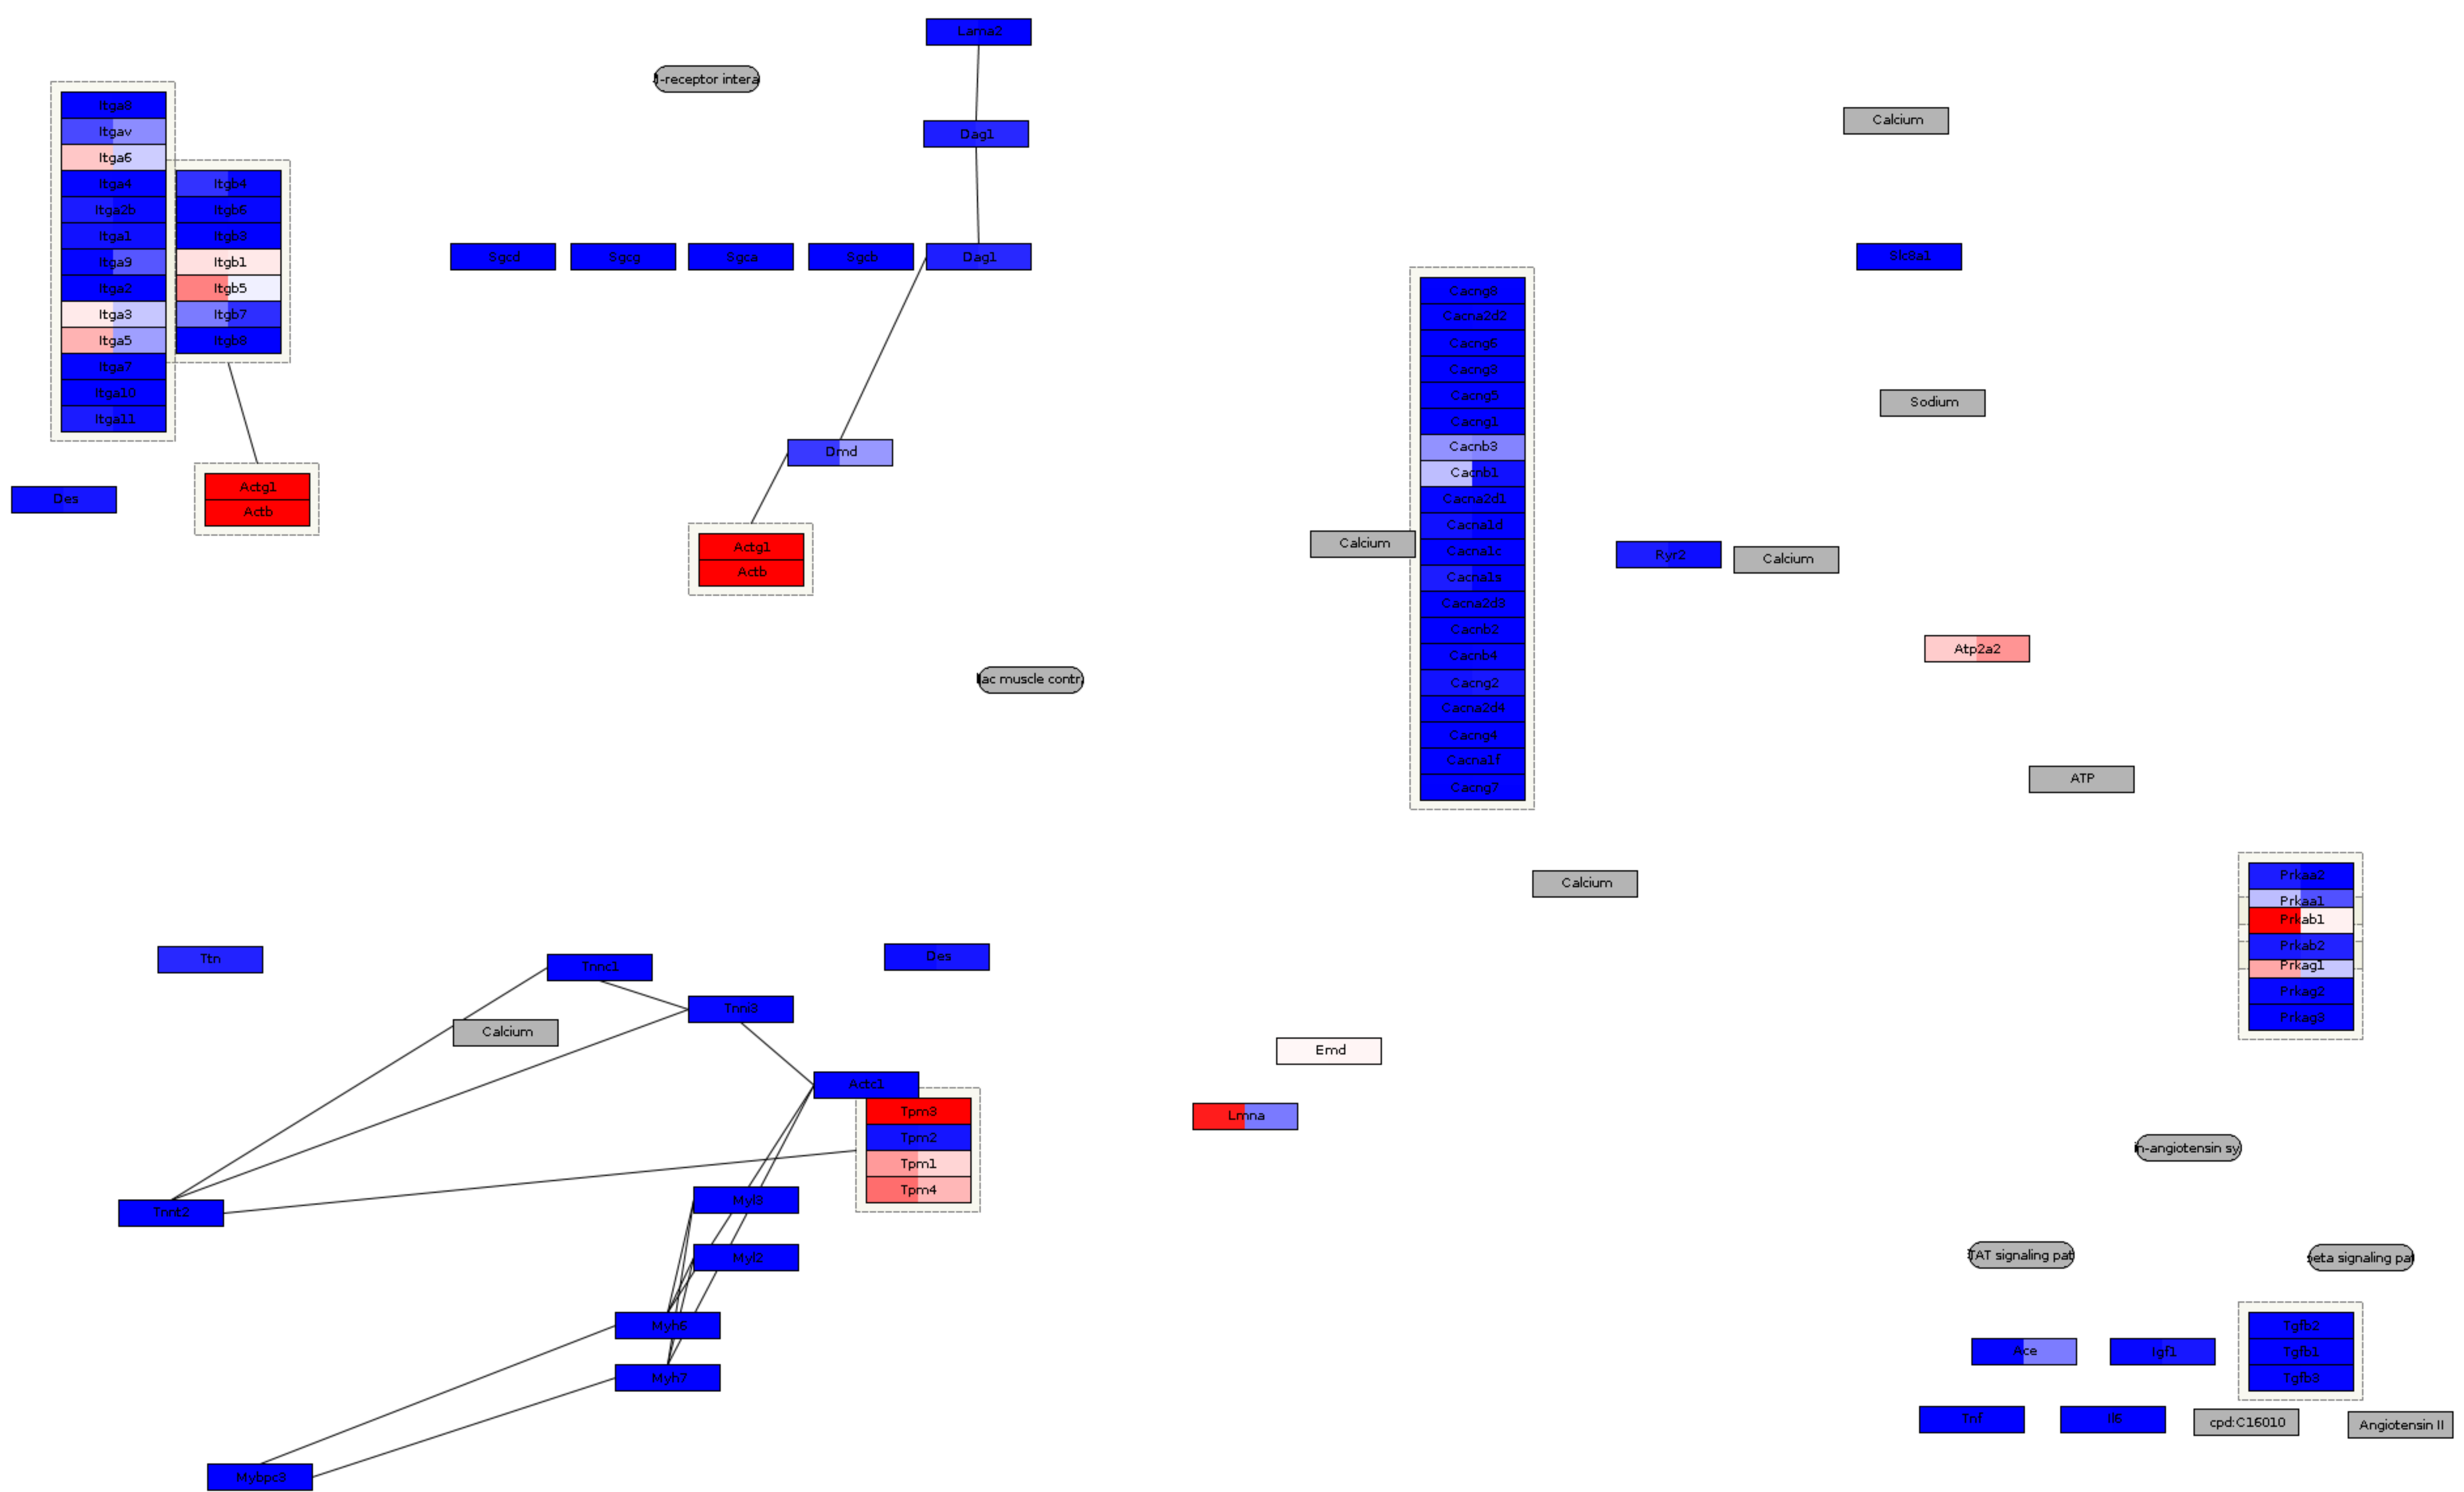 Lama2
-receptor intera
Dag1
Calcium
Itga8
Itgav
Itga6
Itga4
Itga2b
Itga1
Itga9
Itga2
Itga3
Itga5
Itga7
Itga10
Itga11
Itgb4
Itgb6
Itgb3
Itgb1
Itgb5
Itgb7
Itgb8
Sgcd
Sgcg
Sgca
Sgcb
Dag1
Slc8a1
Cacng8
Cacna2d2
Cacng6
Cacng3
Cacng5
Cacng1
Cacnb3
Cacnb1
Cacna2d1
Cacna1d
Cacna1c
Cacna1s
Cacna2d3
Cacnb2
Cacnb4
Cacng2
Cacna2d4
Cacng4
Cacna1f
Cacng7
Sodium
Dmd
Des
Actg1
Actb
Actg1
Actb
Calcium
Ryr2
Calcium
Atp2a2
ac muscle contr
ATP
Calcium
Prkaa2
Prkaa1
Prkab1
Prkab2
Prkag1
Prkag2
Prkag3
Ttn
Tnnc1
Des
Tnni3
Calcium
Emd
Actc1
Tpm3
Tpm2
Tpm1
Tpm4
Lmna
n-angiotensin sy
Tnnt2
Myl3
Myl2
TAT signaling pat
beta signaling pat
Myh6
Myh7
Ace
Igf1
Tgfb2
Tgfb1
Tgfb3
Tnf
Il6
cpd:C16010
Angiotensin II
Mybpc3